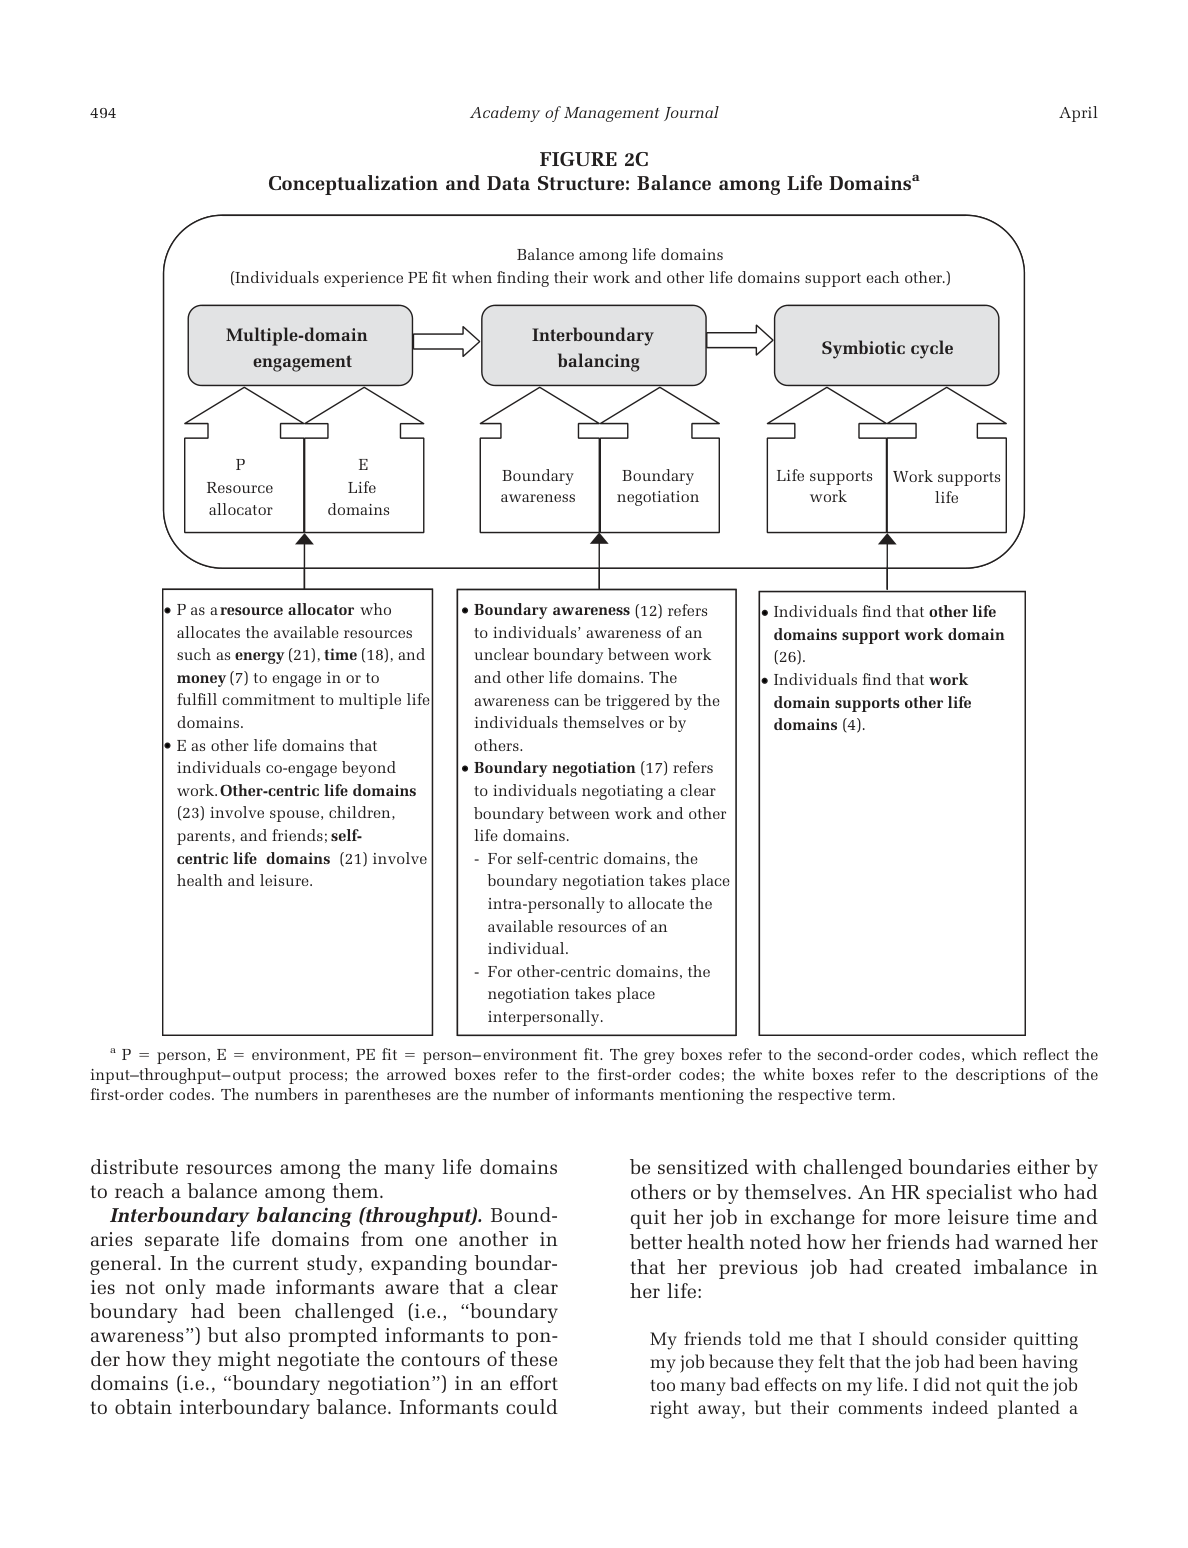 494
Academy of Management Journal
April
FIGURE 2C
Conceptualization and Data Structure: Balance among Life Domainsa
Balance among life domains
(Individuals experience PE fit when finding their work and other life domains support each other.)
Multiple-domain
engagement
Interboundary
balancing
Symbiotic cycle
P
Resource
allocator
E
Life
domains
Boundary
awareness
Boundary
negotiation
Life supports
work
Work supports
life
• P as a resource allocator who
allocates the available resources
such as energy (21), time (18), and
money (7) to engage in or to
fulfill commitment to multiple life
domains.
• E as other life domains that
individuals co-engage beyond
work. Other-centric life domains
(23) involve spouse, children,
parents, and friends; self-
centric life domains (21) involve
health and leisure.
• Boundary awareness (12) refers
to individuals’ awareness of an
unclear boundary between work
and other life domains. The
awareness can be triggered by the
individuals themselves or by
others.
• Boundary negotiation (17) refers
to individuals negotiating a clear
boundary between work and other
life domains.
- For self-centric domains, the
boundary negotiation takes place
intra-personally to allocate the
available resources of an
individual.
- For other-centric domains, the
negotiation takes place
interpersonally.
• Individuals find that other life
domains support work domain
(26).
• Individuals find that work
domain supports other life
domains (4).
a P = person, E = environment, PE fit = person–environment fit. The grey boxes refer to the second-order codes, which reflect the
input–throughput–output process; the arrowed boxes refer to the first-order codes; the white boxes refer to the descriptions of the
first-order codes. The numbers in parentheses are the number of informants mentioning the respective term.
distribute resources among the many life domains
to reach a balance among them.
Interboundary balancing (throughput). Bound-
aries separate life domains from one another in
general. In the current study, expanding boundar-
ies not only made informants aware that a clear
boundary had been challenged (i.e., “boundary
awareness”) but also prompted informants to pon-
der how they might negotiate the contours of these
domains (i.e., “boundary negotiation”) in an effort
to obtain interboundary balance. Informants could
be sensitized with challenged boundaries either by
others or by themselves. An HR specialist who had
quit her job in exchange for more leisure time and
better health noted how her friends had warned her
that her previous job had created imbalance in
her life:
My friends told me that I should consider quitting
my job because they felt that the job had been having
too many bad effects on my life. I did not quit the job
right away, but their comments indeed planted a